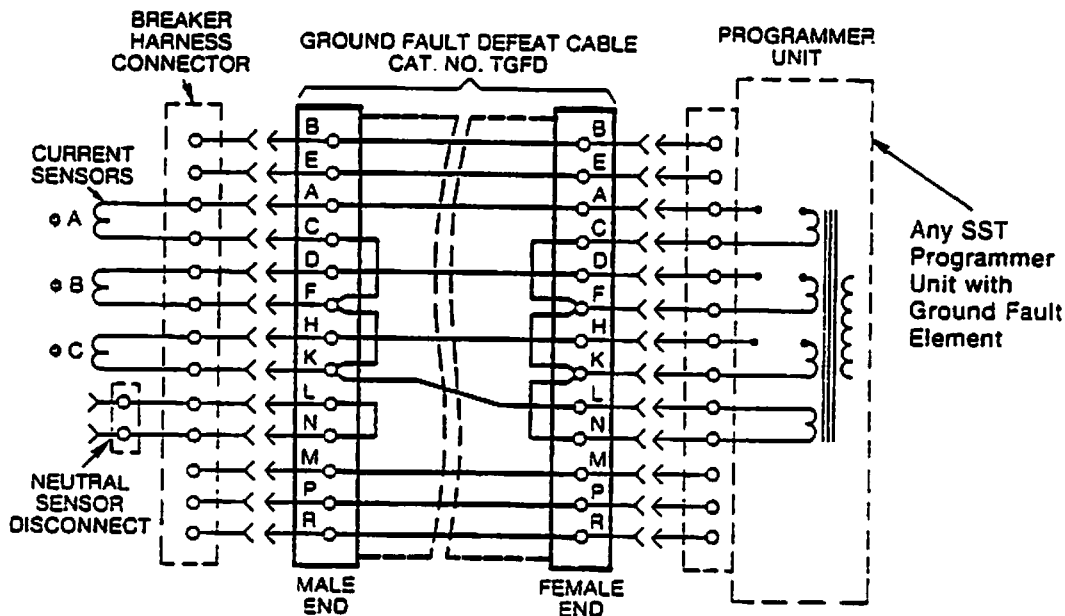 BREAKER
HARNESS
CONNECTOR
GROUND FAULT DEFEAT CABLE
CAT. NO. TGFD
PROGRAMMER
UNIT
CURRENT
SENSORS
ø A
ø B
ø C
NEUTRAL
SENSOR
DISCONNECT
B
E
A
C
D
F
H
K
L
N
M
P
R
MALE
END
B
E
A
C
D
F
H
K
L
N
M
P
R
FEMALE
END
Any SST
Programmer
Unit with
Ground Fault
Element